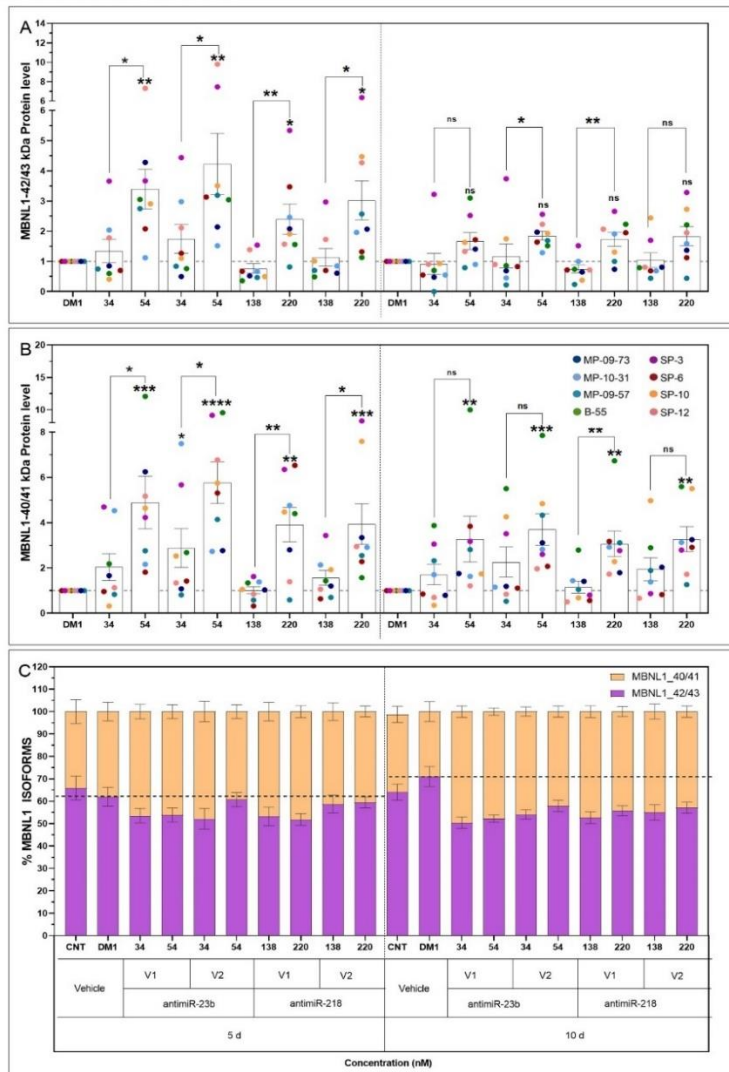 A
MBNL1-42/43 kDa Protein level
14
12
10
8
6
6
5
4
3
2
1
0
* ** * ** ** * * *
ns ns * ns ** ns ns ns
DM1 34 54 34 54 138 220 138 220 DM1 34 54 34 54 138 220 138 220
B
MBNL1-40/41 kDa Protein level
20
15
10
8
6
4
2
0
* *** * * **** ** ** * ***
ns ** ns *** ** ** ns **
MP-09-73 SP-3
MP-10-31 SP-6
MP-09-57 SP-10
B-55 SP-12
DM1 34 54 34 54 138 220 138 220 DM1 34 54 34 54 138 220 138 220
C
% MBNL1 ISOFORMS
MBNL1_40/41
MBNL1_42/43
120
110
100
90
80
70
60
50
40
30
20
10
0
CNT DM1 34 54 34 54 138 220 138 220 CNT DM1 34 54 34 54 138 220 138 220
Vehicle V1 V2 V1 V2 Vehicle V1 V2 V1 V2
antimiR-23b antimiR-218 antimiR-23b antimiR-218
5 d 10 d
Concentration (nM)